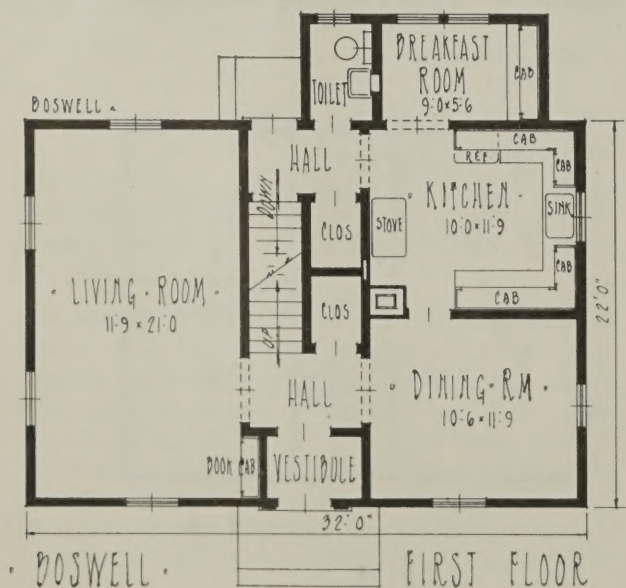 BREAKFAST
ROOM
9:0×5:6
CAB
TOILET
BOSWELL
HALL
DOWN
CLOS
STOVE
REF
CAB
CAB
KITCHEN
10:0×11:9
SINK
CAB
CAB
LIVING · ROOM
11:9 × 21:0
UP
CLOS
HALL
DINING · RM
10:6 × 11:9
22'0"
BOOK CAB
VESTIBULE
32'0"
· BOSWELL ·
FIRST FLOOR